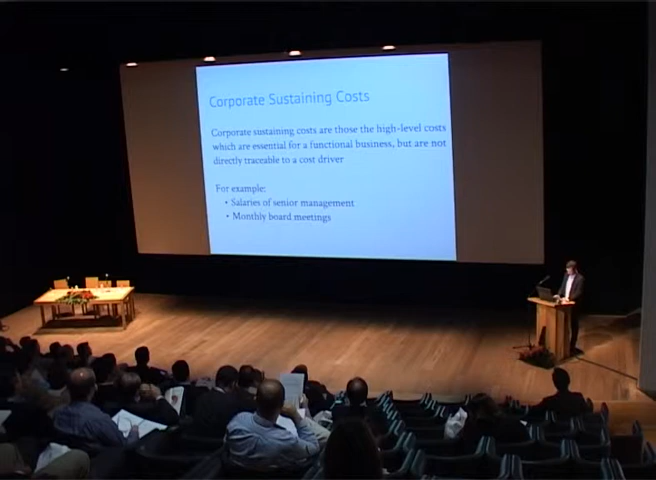 Corporate Sustaining Costs
Corporate sustaining costs are those the high-level costs
which are essential for a functional business, but are not
directly traceable to a cost driver
For example:
• Salaries of senior management
• Monthly board meetings